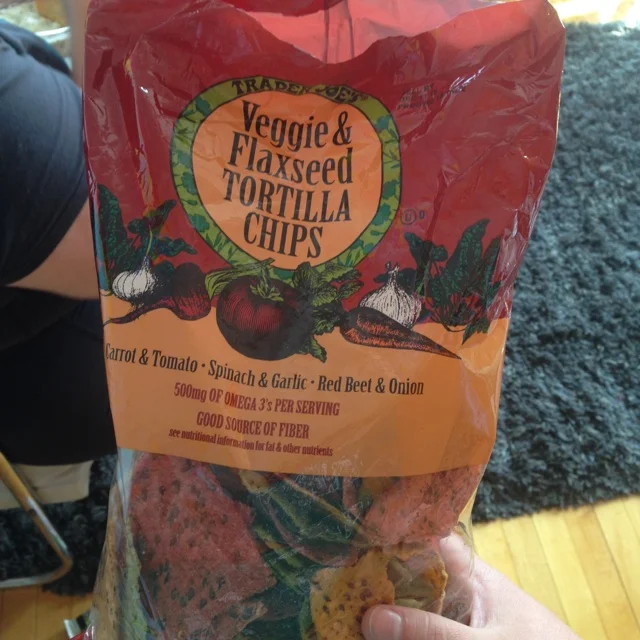 TRADER JOE'S
Veggie &
Flaxseed
TORTILLA
CHIPS
Carrot & Tomato • Spinach & Garlic • Red Beet & Onion
500mg OF OMEGA 3's PER SERVING
GOOD SOURCE OF FIBER
see nutritional information for fat & other nutrients